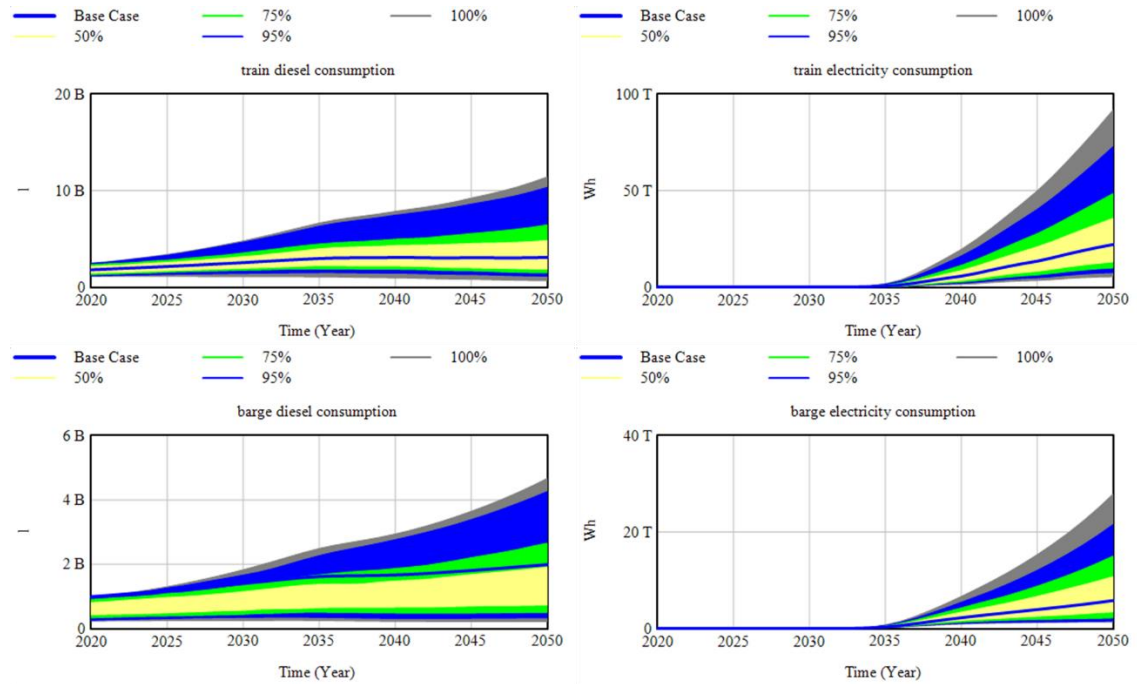 Base Case 75% 100%
50% 95%
train diesel consumption
20 B
10 B
0
l
2020 2025 2030 2035 2040 2045 2050
Time (Year)
Base Case 75% 100%
50% 95%
train electricity consumption
100 T
50 T
0
Wh
2020 2025 2030 2035 2040 2045 2050
Time (Year)
Base Case 75% 100%
50% 95%
barge diesel consumption
6 B
4 B
2 B
0
l
2020 2025 2030 2035 2040 2045 2050
Time (Year)
Base Case 75% 100%
50% 95%
barge electricity consumption
40 T
20 T
0
Wh
2020 2025 2030 2035 2040 2045 2050
Time (Year)